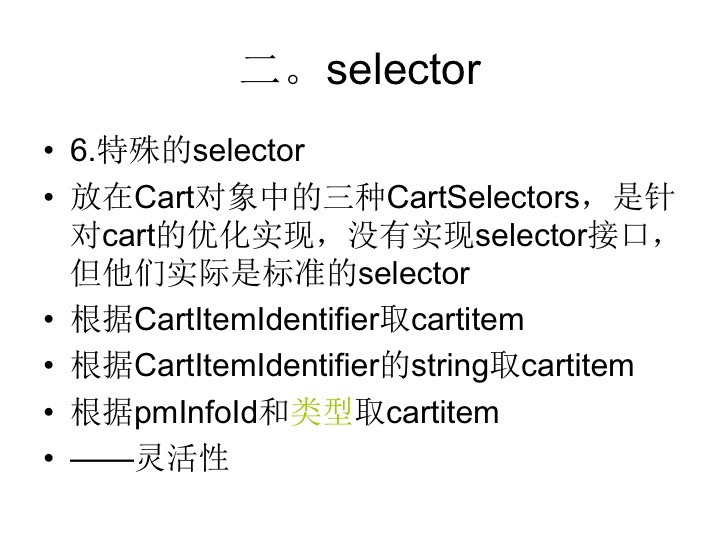 二。selector
• 6.特殊的selector
• 放在Cart对象中的三种CartSelectors，是针
对cart的优化实现，没有实现selector接口，
但他们实际是标准的selector
• 根据CartItemIdentifier取cartitem
• 根据CartItemIdentifier的string取cartitem
• 根据pmInfoId和类型取cartitem
• ——灵活性